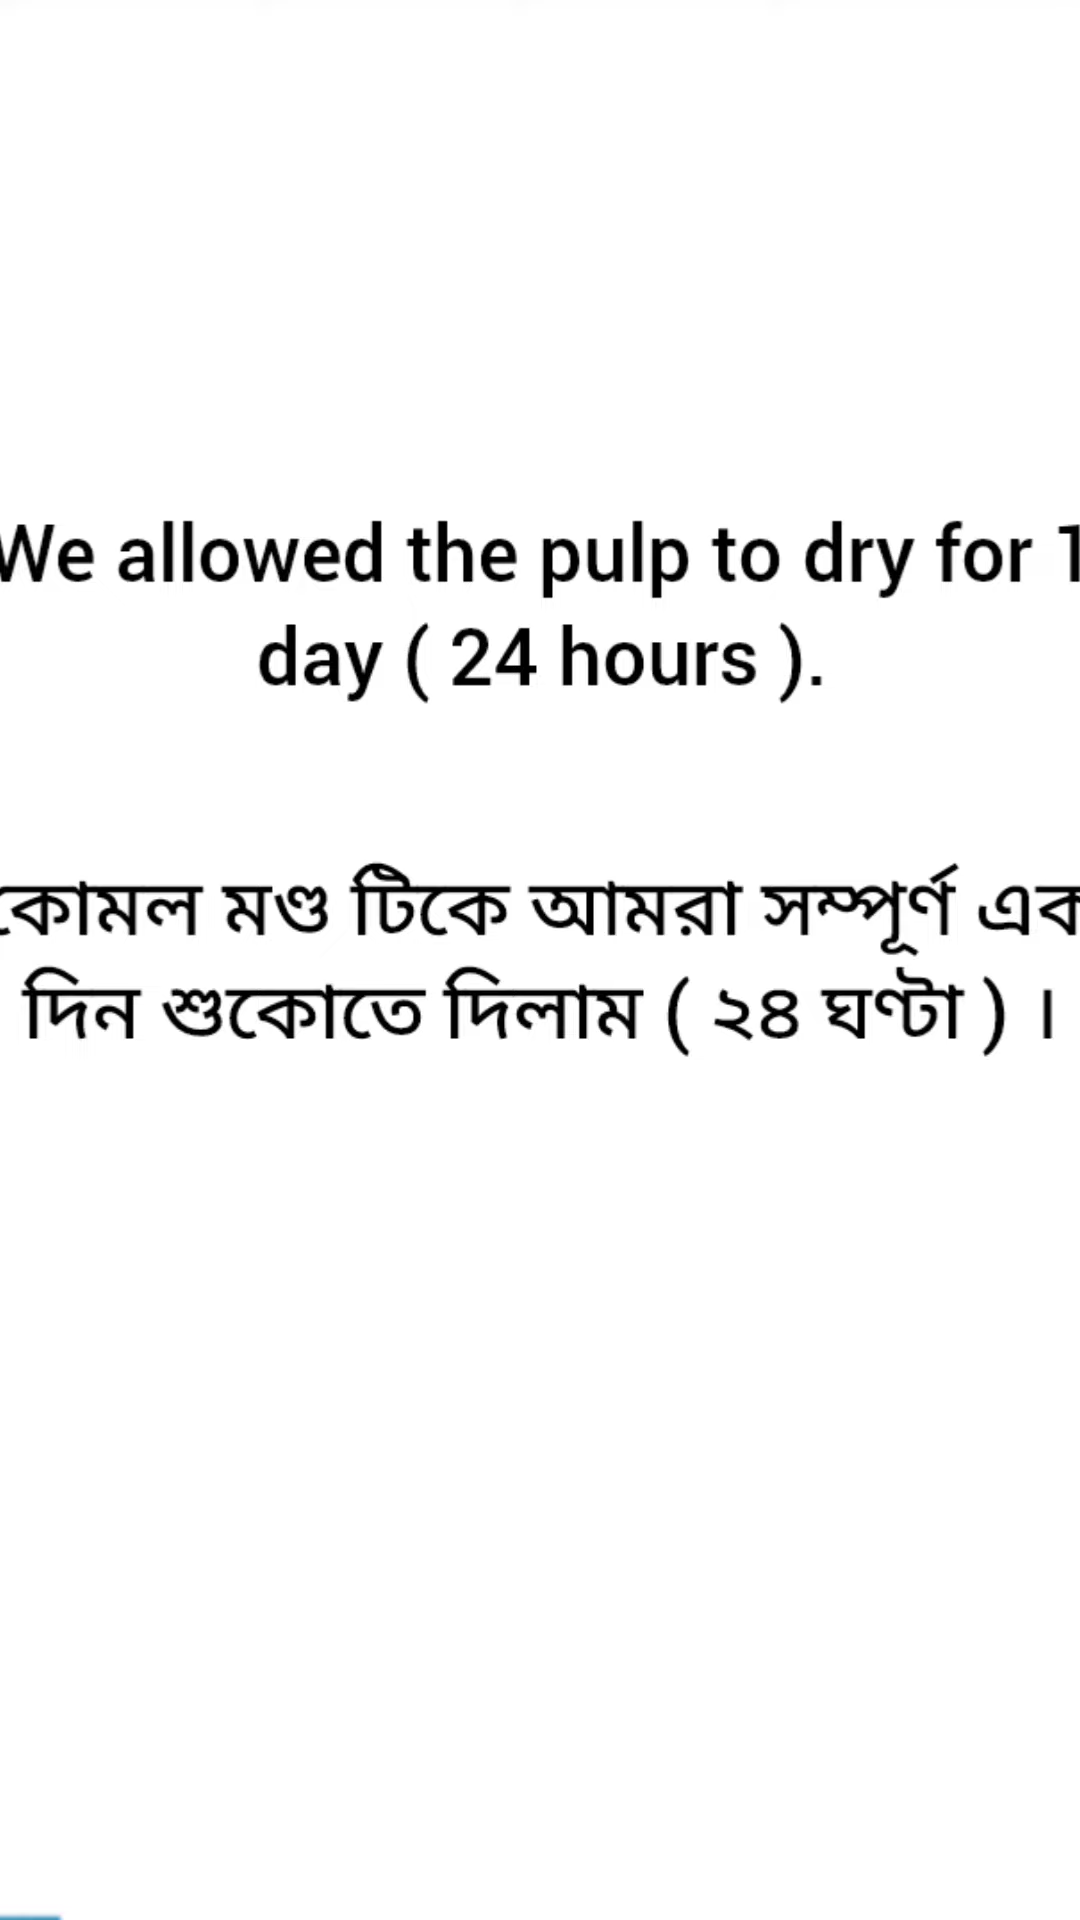 We allowed the pulp to dry for 1
day ( 24 hours ).
কোমল মণ্ড টিকে আমরা সম্পূর্ণ এক
দিন শুকোতে দিলাম ( ২৪ ঘণ্টা ) ।